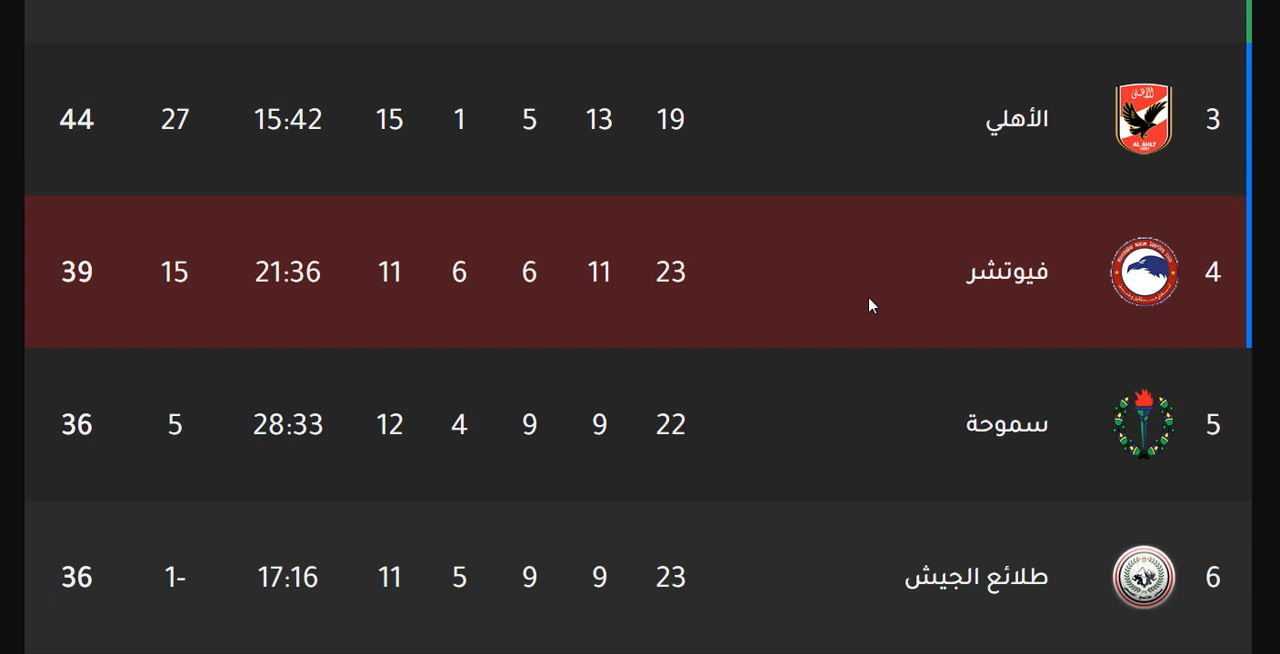 3 الأهلي 19 13 5 1 15 15:42 27 44
4 فيوتشر 23 11 6 6 11 21:36 15 39
5 سموحة 22 9 9 4 12 28:33 5 36
6 طلائع الجيش 23 9 9 5 11 17:16 1- 36